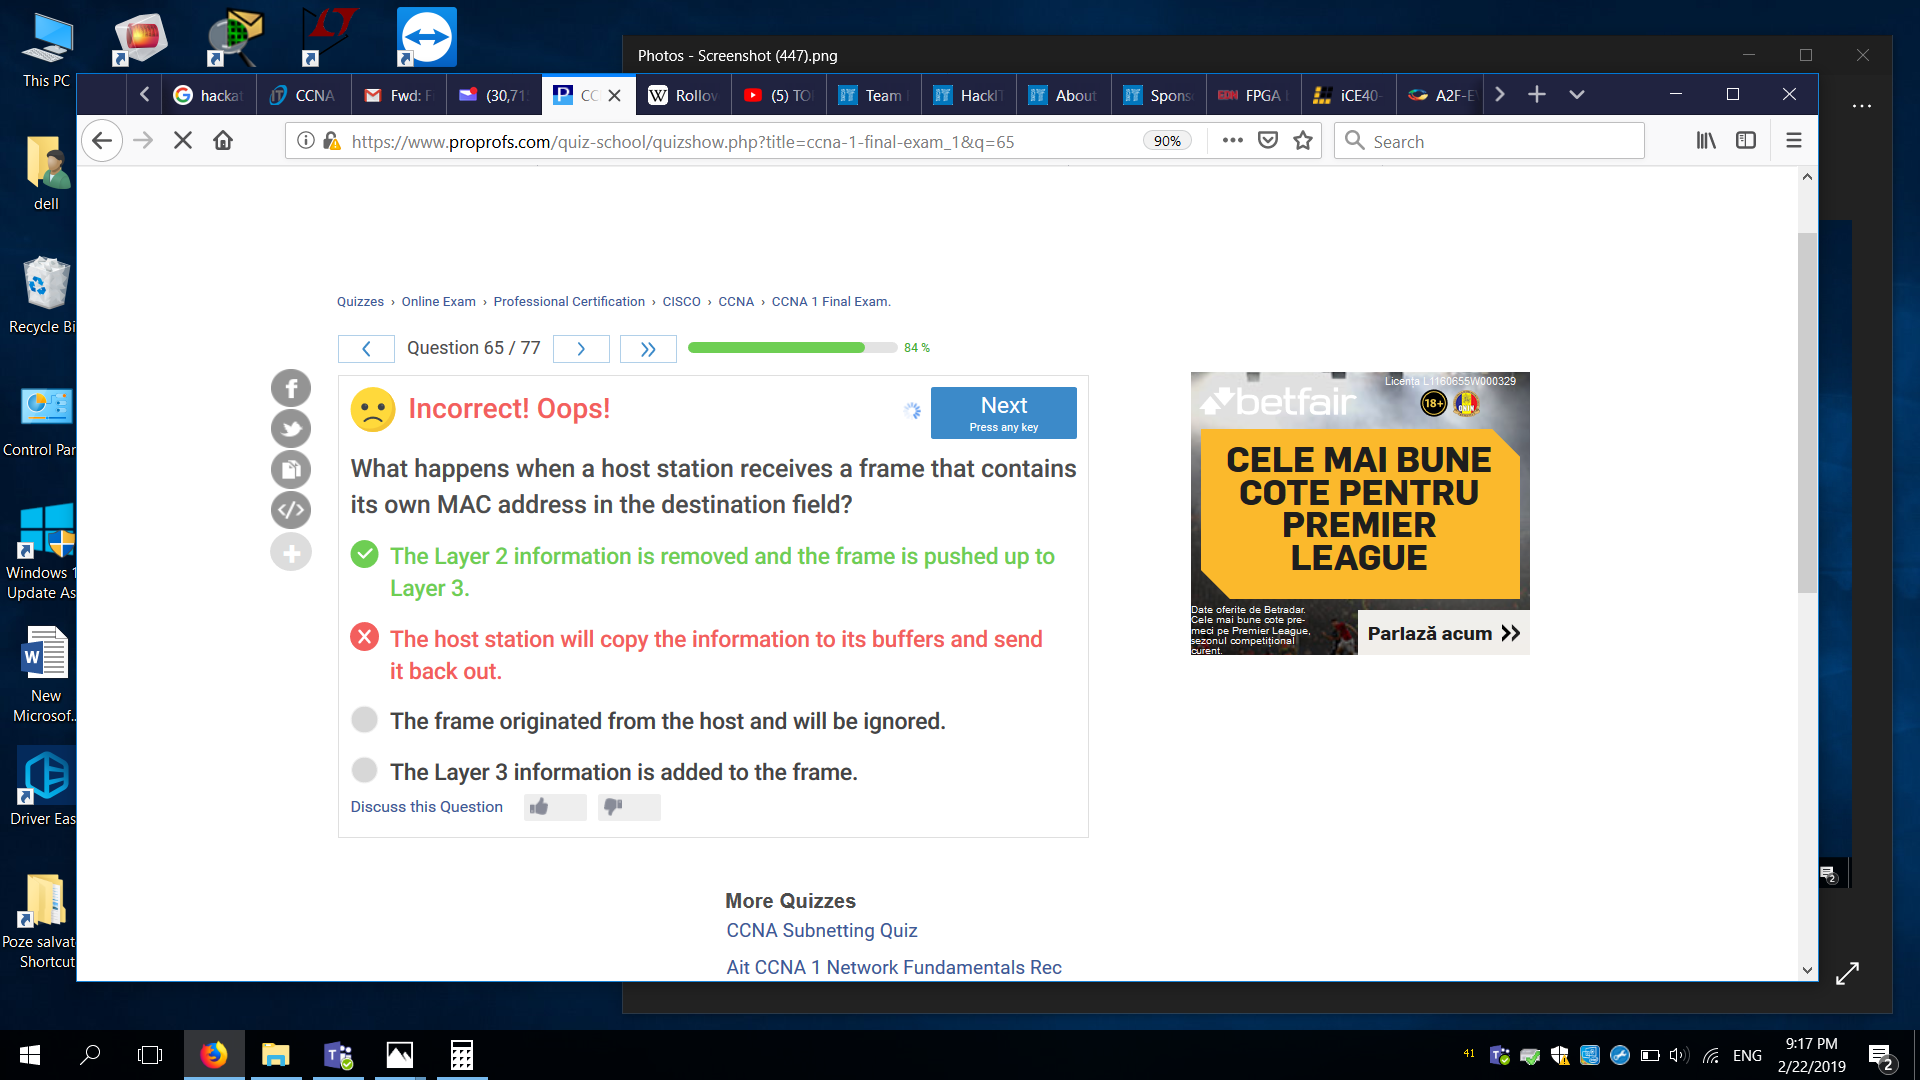 Photos - Screenshot (447).png
This PC
hackat
CCNA
Fwd: F
(30,71
CC
Rollov
(5) TO
Team
HackIT
About
Spons
FPGA
iCE40-
A2F-E
https://www.proprofs.com/quiz-school/quizshow.php?title=ccna-1-final-exam_1&q=65
90%
Search
dell
Recycle Bi
Control Par
Windows 1
Update As
New
Microsof..
Driver Eas
Poze salvat
Shortcut
Quizzes › Online Exam › Professional Certification › CISCO › CCNA › CCNA 1 Final Exam.
Question 65 / 77
84 %
Incorrect! Oops!
Next
Press any key
What happens when a host station receives a frame that contains
its own MAC address in the destination field?
The Layer 2 information is removed and the frame is pushed up to
Layer 3.
The host station will copy the information to its buffers and send
it back out.
The frame originated from the host and will be ignored.
The Layer 3 information is added to the frame.
Discuss this Question
Licenta L1160655W000329
betfair
18+
CELE MAI BUNE
COTE PENTRU
PREMIER
LEAGUE
Date oferite de Betradar.
Cele mai bune cote pre-
meci pe Premier League,
sezonul competițional
curent.
Parlază acum
More Quizzes
CCNA Subnetting Quiz
Ait CCNA 1 Network Fundamentals Rec
2
41
ENG
9:17 PM
2/22/2019
2